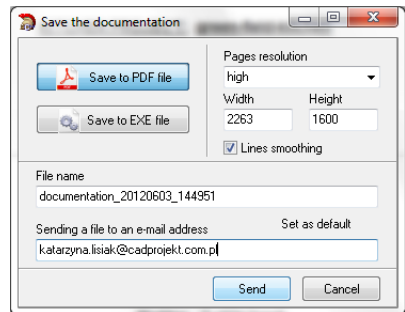 Save the documentation
Save to PDF file
Save to EXE file
Pages resolution
high
Width Height
2263 1600
Lines smoothing
File name
documentation_20120603_144951
Sending a file to an e-mail address Set as default
katarzyna.lisiak@cadprojekt.com.pl
Send Cancel